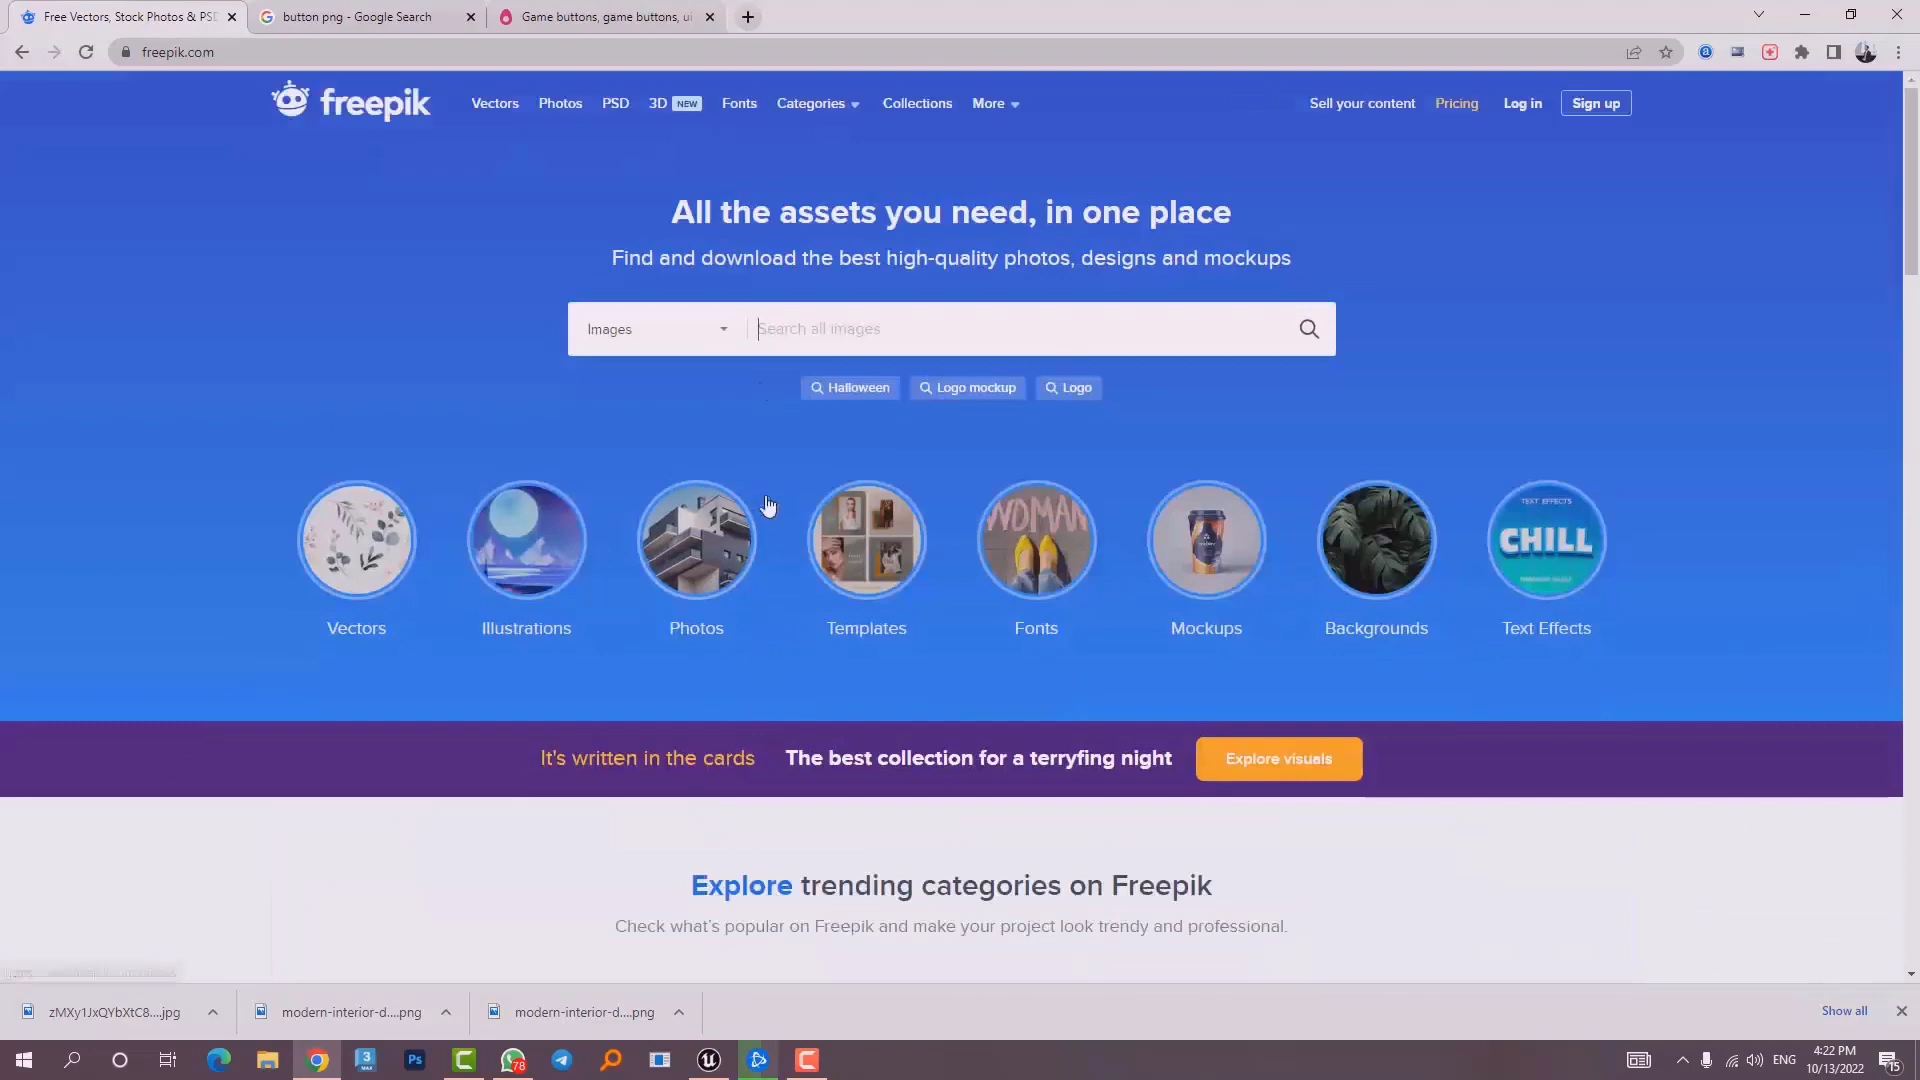 Free Vectors, Stock Photos & PSD
button png - Google Search
Game buttons, game buttons, ui
freepik.com
freepik
Vectors
Photos
PSD
3D NEW
Fonts
Categories
Collections
More
Sell your content
Pricing
Log in
Sign up
All the assets you need, in one place
Find and download the best high-quality photos, designs and mockups
Images
Search all images
Halloween
Logo mockup
Logo
WOMAN
TEXT EFFECTS
CHILL
Vectors
Illustrations
Photos
Templates
Fonts
Mockups
Backgrounds
Text Effects
It's written in the cards
The best collection for a terryfing night
Explore visuals
Explore trending categories on Freepik
Check what's popular on Freepik and make your project look trendy and professional.
zMXy1JxQYbXtC8....jpg
modern-interior-d....png
modern-interior-d....png
Show all
3
MAX
Ps
78
ENG
4:22 PM
10/13/2022
15